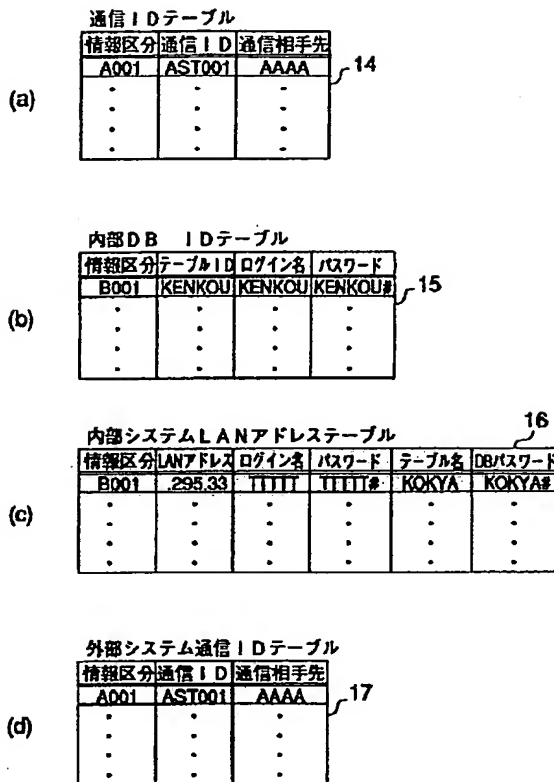 通信IDテーブル
情報区分 通信ID 通信相手先
A001 AST001 AAAA
14
(a)
内部DB IDテーブル
情報区分 テーブルID ログイン名 パスワード
B001 KENKOU KENKOU KENKOU#
15
(b)
16
内部システムLANアドレステーブル
情報区分 LANアドレス ログイン名 パスワード テーブル名 DBパスワード
B001 .295.33 TTTTT TTTTT# KOKYA KOKYA#
(c)
外部システム通信IDテーブル
情報区分 通信ID 通信相手先
A001 AST001 AAAA
17
(d)